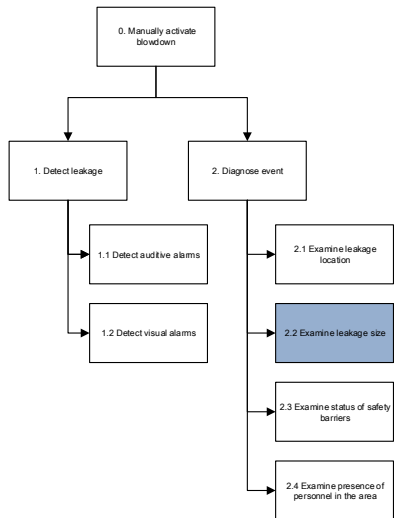 0. Manually activate
blowdown
1. Detect leakage
2. Diagnose event
1.1 Detect auditive alarms
1.2 Detect visual alarms
2.1 Examine leakage
location
2.2 Examine leakage size
2.3 Examine status of safety
barriers
2.4 Examine presence of
personnel in the area